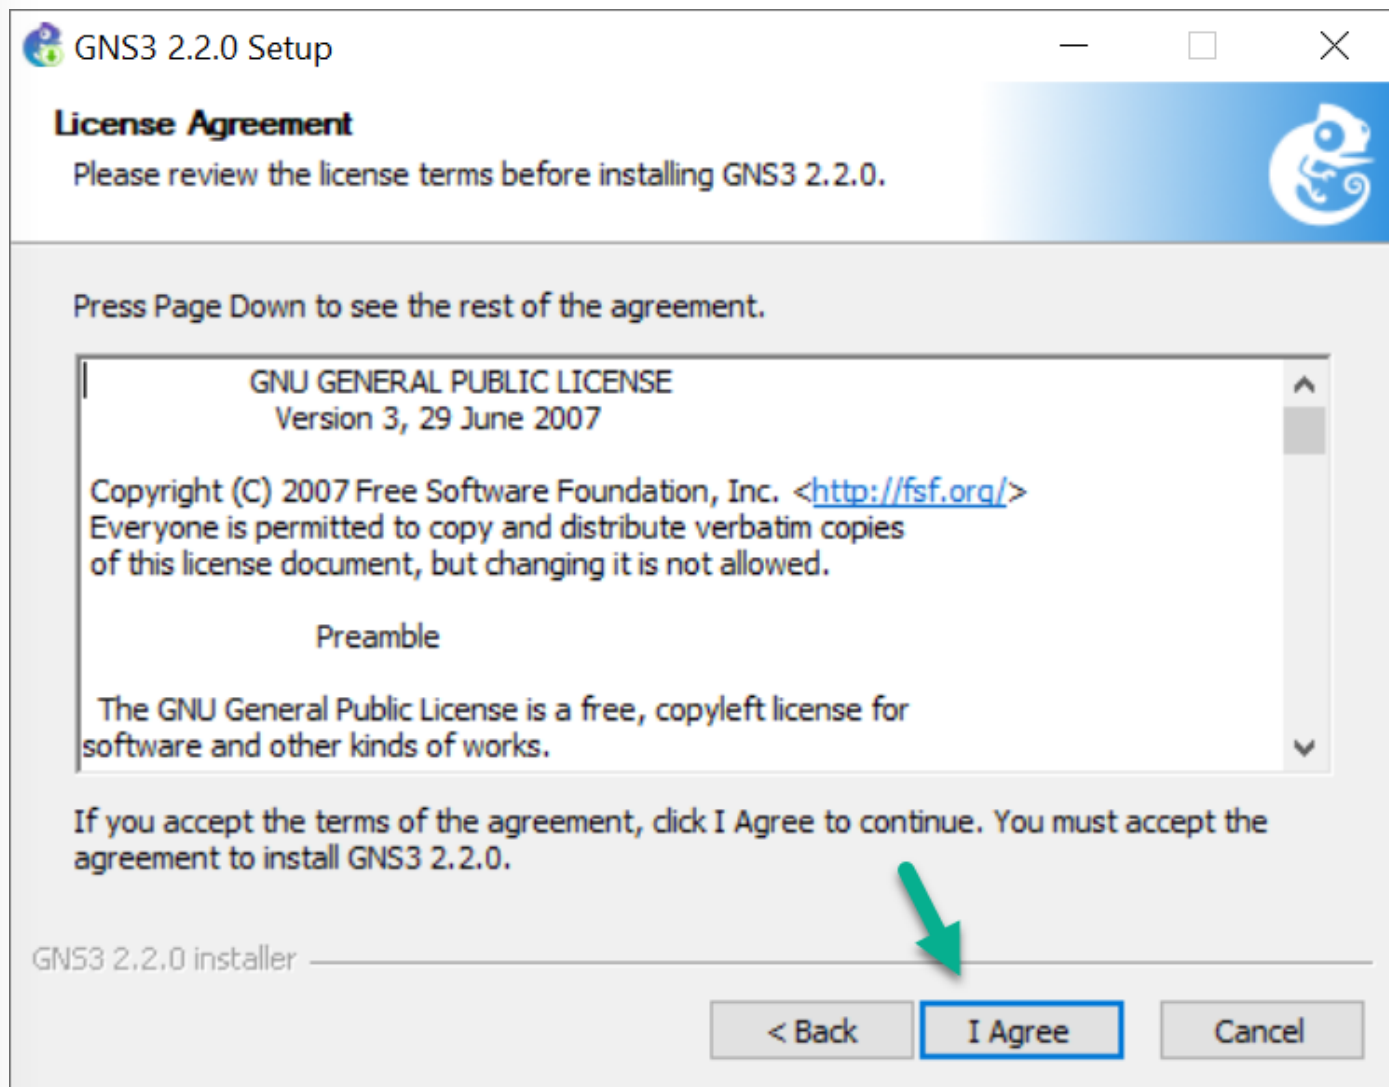 GNS3 2.2.0 Setup
License Agreement
Please review the license terms before installing GNS3 2.2.0.
Press Page Down to see the rest of the agreement.
GNU GENERAL PUBLIC LICENSE
Version 3, 29 June 2007
Copyright (C) 2007 Free Software Foundation, Inc. <http://fsf.org/>
Everyone is permitted to copy and distribute verbatim copies
of this license document, but changing it is not allowed.
Preamble
The GNU General Public License is a free, copyleft license for
software and other kinds of works.
If you accept the terms of the agreement, click I Agree to continue. You must accept the
agreement to install GNS3 2.2.0.
GNS3 2.2.0 installer
< Back I Agree Cancel